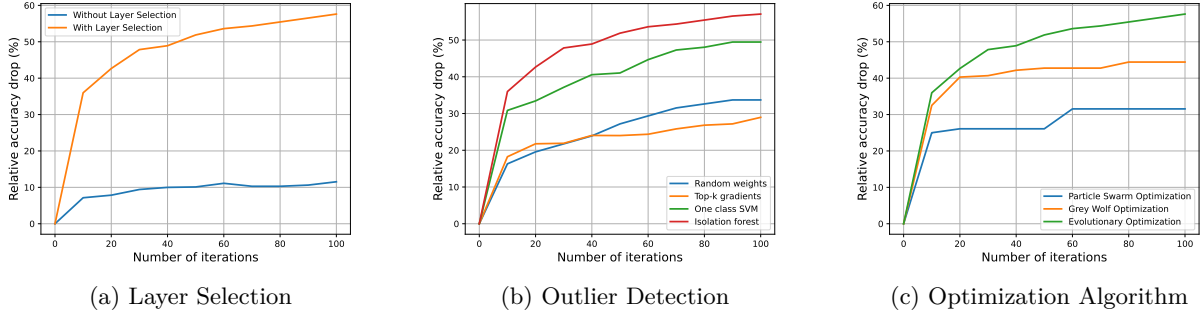 Relative accuracy drop (%)
60
50
40
30
20
10
0
Without Layer Selection
With Layer Selection
0
20
40
60
80
100
Number of iterations
(a) Layer Selection
Relative accuracy drop (%)
50
40
30
20
10
0
Random weights
Top-k gradients
One class SVM
Isolation forest
0
20
40
60
80
100
Number of iterations
(b) Outlier Detection
Relative accuracy drop (%)
60
50
40
30
20
10
0
Particle Swarm Optimization
Grey Wolf Optimization
Evolutionary Optimization
0
20
40
60
80
100
Number of iterations
(c) Optimization Algorithm